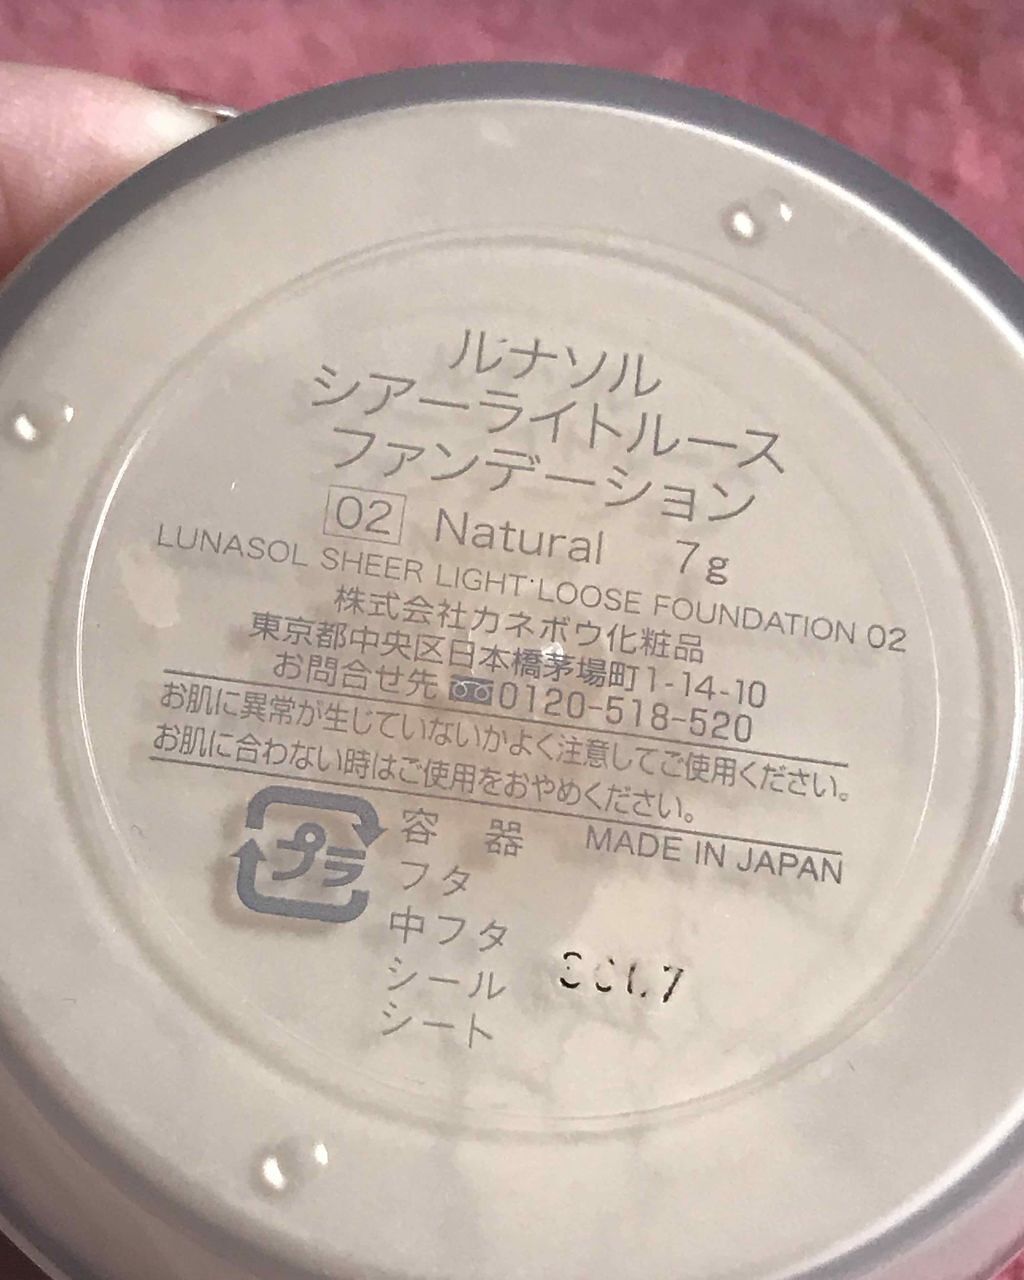 ルナソル
シアーライトルース
ファンデーション
02 Natural 7g
LUNASOL SHEER LIGHT LOOSE FOUNDATION 02
株式会社カネボウ化粧品
東京都中央区日本橋茅場町1-14-10
お問合せ先 0120-518-520
お肌に異常が生じていないかよく注意してご使用ください。
お肌に合わない時はご使用をおやめください。
プラ 容器 MADE IN JAPAN
フタ
中フタ
シール
シート